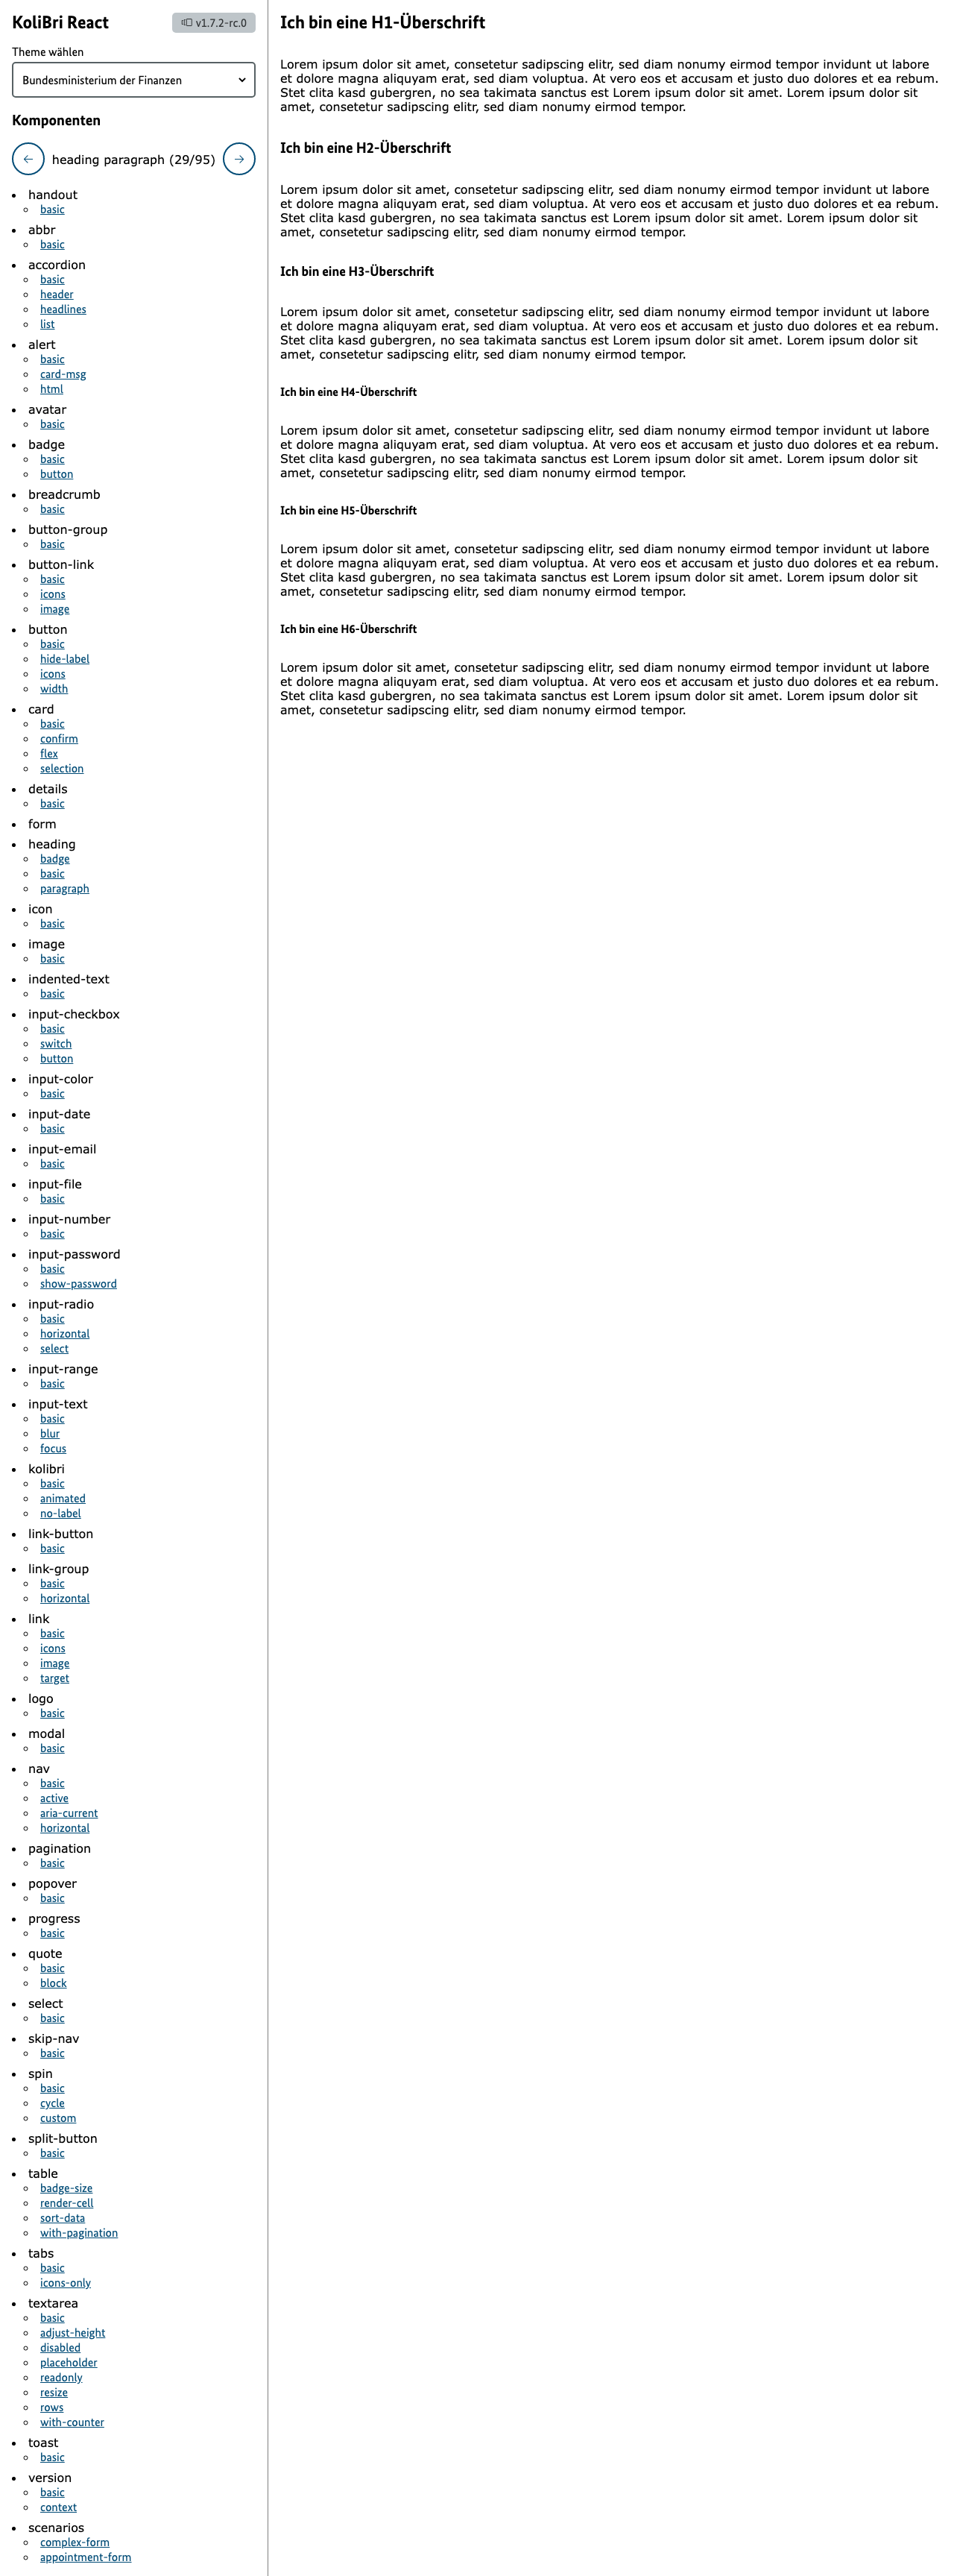 KoliBri React
v1.7.2-rc.0
Theme wählen
Bundesministerium der Finanzen
Komponenten
heading paragraph (29/95)
handout
basic
abbr
basic
accordion
basic
header
headlines
list
alert
basic
card-msg
html
avatar
basic
badge
basic
button
breadcrumb
basic
button-group
basic
button-link
basic
icons
image
button
basic
hide-label
icons
width
card
basic
confirm
flex
selection
details
basic
form
heading
badge
basic
paragraph
icon
basic
image
basic
indented-text
basic
input-checkbox
basic
switch
button
input-color
basic
input-date
basic
input-email
basic
input-file
basic
input-number
basic
input-password
basic
show-password
input-radio
basic
horizontal
select
input-range
basic
input-text
basic
blur
focus
kolibri
basic
animated
no-label
link-button
basic
link-group
basic
horizontal
link
basic
icons
image
target
logo
basic
modal
basic
nav
basic
active
aria-current
horizontal
pagination
basic
popover
basic
progress
basic
quote
basic
block
select
basic
skip-nav
basic
spin
basic
cycle
custom
split-button
basic
table
badge-size
render-cell
sort-data
with-pagination
tabs
basic
icons-only
textarea
basic
adjust-height
disabled
placeholder
readonly
resize
rows
with-counter
toast
basic
version
basic
context
scenarios
complex-form
appointment-form
Ich bin eine H1-Überschrift
Lorem ipsum dolor sit amet, consetetur sadipscing elitr, sed diam nonumy eirmod tempor invidunt ut labore
et dolore magna aliquyam erat, sed diam voluptua. At vero eos et accusam et justo duo dolores et ea rebum.
Stet clita kasd gubergren, no sea takimata sanctus est Lorem ipsum dolor sit amet. Lorem ipsum dolor sit
amet, consetetur sadipscing elitr, sed diam nonumy eirmod tempor.
Ich bin eine H2-Überschrift
Lorem ipsum dolor sit amet, consetetur sadipscing elitr, sed diam nonumy eirmod tempor invidunt ut labore
et dolore magna aliquyam erat, sed diam voluptua. At vero eos et accusam et justo duo dolores et ea rebum.
Stet clita kasd gubergren, no sea takimata sanctus est Lorem ipsum dolor sit amet. Lorem ipsum dolor sit
amet, consetetur sadipscing elitr, sed diam nonumy eirmod tempor.
Ich bin eine H3-Überschrift
Lorem ipsum dolor sit amet, consetetur sadipscing elitr, sed diam nonumy eirmod tempor invidunt ut labore
et dolore magna aliquyam erat, sed diam voluptua. At vero eos et accusam et justo duo dolores et ea rebum.
Stet clita kasd gubergren, no sea takimata sanctus est Lorem ipsum dolor sit amet. Lorem ipsum dolor sit
amet, consetetur sadipscing elitr, sed diam nonumy eirmod tempor.
Ich bin eine H4-Überschrift
Lorem ipsum dolor sit amet, consetetur sadipscing elitr, sed diam nonumy eirmod tempor invidunt ut labore
et dolore magna aliquyam erat, sed diam voluptua. At vero eos et accusam et justo duo dolores et ea rebum.
Stet clita kasd gubergren, no sea takimata sanctus est Lorem ipsum dolor sit amet. Lorem ipsum dolor sit
amet, consetetur sadipscing elitr, sed diam nonumy eirmod tempor.
Ich bin eine H5-Überschrift
Lorem ipsum dolor sit amet, consetetur sadipscing elitr, sed diam nonumy eirmod tempor invidunt ut labore
et dolore magna aliquyam erat, sed diam voluptua. At vero eos et accusam et justo duo dolores et ea rebum.
Stet clita kasd gubergren, no sea takimata sanctus est Lorem ipsum dolor sit amet. Lorem ipsum dolor sit
amet, consetetur sadipscing elitr, sed diam nonumy eirmod tempor.
Ich bin eine H6-Überschrift
Lorem ipsum dolor sit amet, consetetur sadipscing elitr, sed diam nonumy eirmod tempor invidunt ut labore
et dolore magna aliquyam erat, sed diam voluptua. At vero eos et accusam et justo duo dolores et ea rebum.
Stet clita kasd gubergren, no sea takimata sanctus est Lorem ipsum dolor sit amet. Lorem ipsum dolor sit
amet, consetetur sadipscing elitr, sed diam nonumy eirmod tempor.